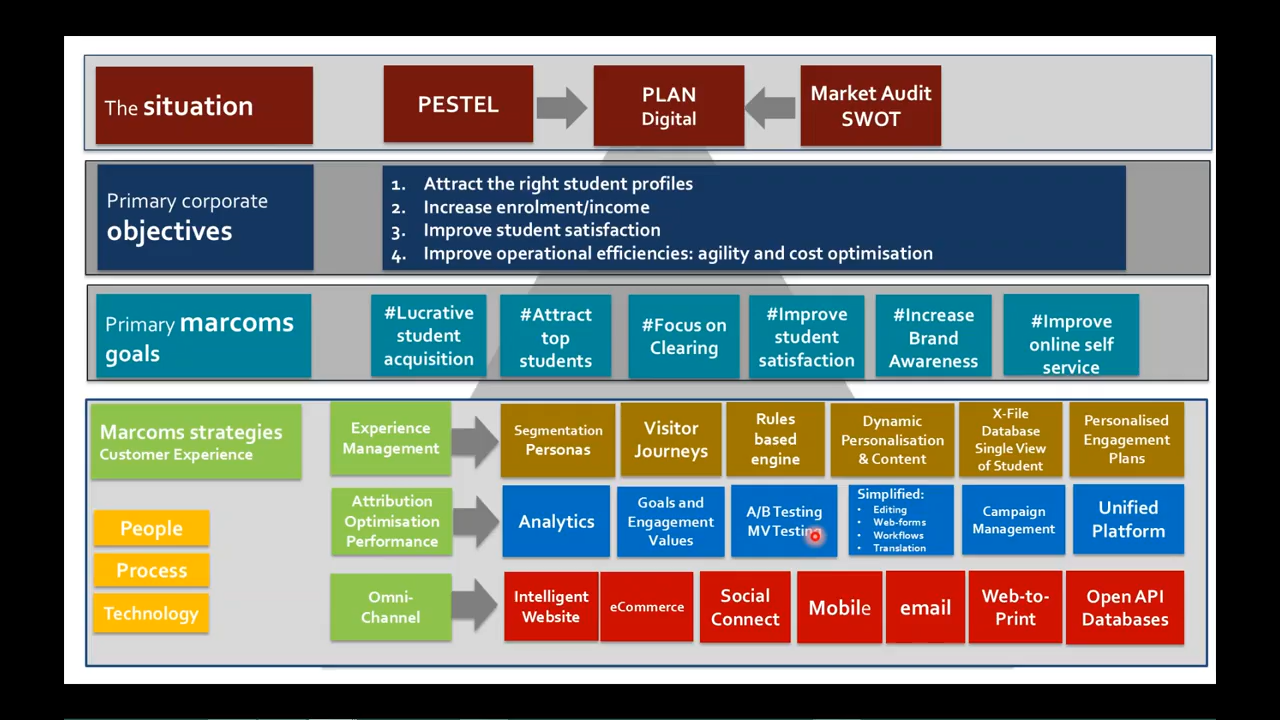 The situation
PESTEL
PLAN
Digital
Market Audit
SWOT
Primary corporate
objectives
1. Attract the right student profiles
2. Increase enrolment/income
3. Improve student satisfaction
4. Improve operational efficiencies: agility and cost optimisation
Primary marcoms
goals
#Lucrative
student
acquisition
#Attract
top
students
#Focus on
Clearing
#Improve
student
satisfaction
#Increase
Brand
Awareness
#Improve
online self
service
Marcoms strategies
Customer Experience
Experience
Management
Segmentation
Personas
Visitor
Journeys
Rules
based
engine
Dynamic
Personalisation
& Content
X-File
Database
Single View
of Student
Personalised
Engagement
Plans
People
Process
Technology
Attribution
Optimisation
Performance
Analytics
Goals and
Engagement
Values
A/B Testing
MV Testing
Simplified:
• Editing
• Web-forms
• Workflows
• Translation
Campaign
Management
Unified
Platform
Omni-
Channel
Intelligent
Website
eCommerce
Social
Connect
Mobile
email
Web-to-
Print
Open API
Databases